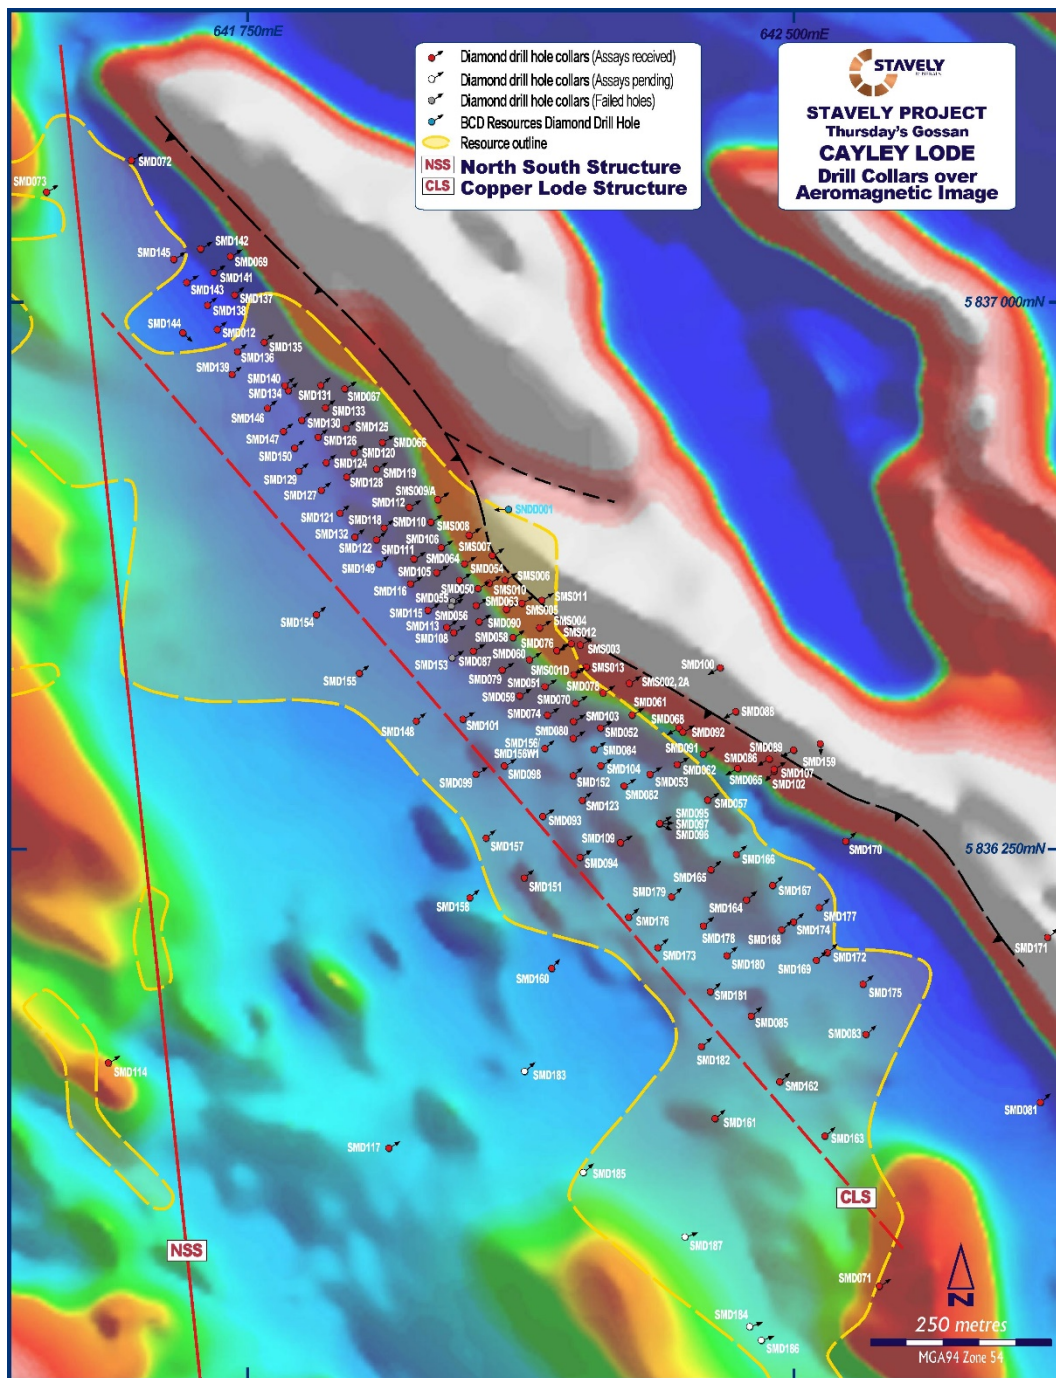 641 750mE
642 500mE
Diamond drill hole collars (Assays received)
Diamond drill hole collars (Assays pending)
Diamond drill hole collars (Failed holes)
BCD Resources Diamond Drill Hole
Resource outline
NSS North South Structure
CLS Copper Lode Structure
STAVELY
MINERALS
STAVELY PROJECT
Thursday's Gossan
CAYLEY LODE
Drill Collars over
Aeromagnetic Image
SMD072
SMD073
SMD142
SMD145
SMD069
SMD141
SMD143
SMD137
5 837 000mN
SMD138
SMD144
SMD012
SMD135
SMD136
SMD139
SMD140
SMD134
SMD131
SMD067
SMD133
SMD146
SMD130
SMD125
SMD147
SMD126
SMD066
SMD150
SMD120
SMD124
SMD119
SMD129
SMD128
SMD127
SMS009/A
SMD112
SNDD001
SMD121
SMD118
SMD110
SMS008
SMD132
SMD122
SMD106
SMS007
SMD111
SMD064
SMD149
SMD054
SMD105
SMS006
SMD116
SMD050
SMD055
SMS010
SMD063
SMS011
SMD056
SMS005
SMD154
SMD115
SMD090
SMS004
SMD113
SMD108
SMD058
SMS012
SMD076
SMS003
SMD153
SMD087
SMD060
SMD100
SMD155
SMD079
SMS001D
SMS013
SMD051
SMD078
SMS002, 2A
SMD059
SMD070
SMD061
SMD088
SMD074
SMD103
SMD068
SMD148
SMD101
SMD052
SMD092
SMD080
SMD156/
SMD156W1
SMD084
SMD091
SMD089
SMD086
SMD159
SMD098
SMD104
SMD062
SMD107
SMD099
SMD152
SMD053
SMD065
SMD102
SMD082
SMD123
SMD057
SMD093
SMD095
SMD097
SMD096
SMD157
SMD109
SMD170
5 836 250mN
SMD094
SMD166
SMD165
SMD151
SMD179
SMD167
SMD158
SMD164
SMD176
SMD177
SMD178
SMD174
SMD168
SMD171
SMD173
SMD180
SMD172
SMD169
SMD160
SMD175
SMD181
SMD085
SMD083
SMD182
SMD114
SMD183
SMD162
SMD081
SMD161
SMD163
SMD117
SMD185
CLS
SMD187
NSS
SMD071
N
SMD184
250 metres
SMD186
MGA94 Zone 54